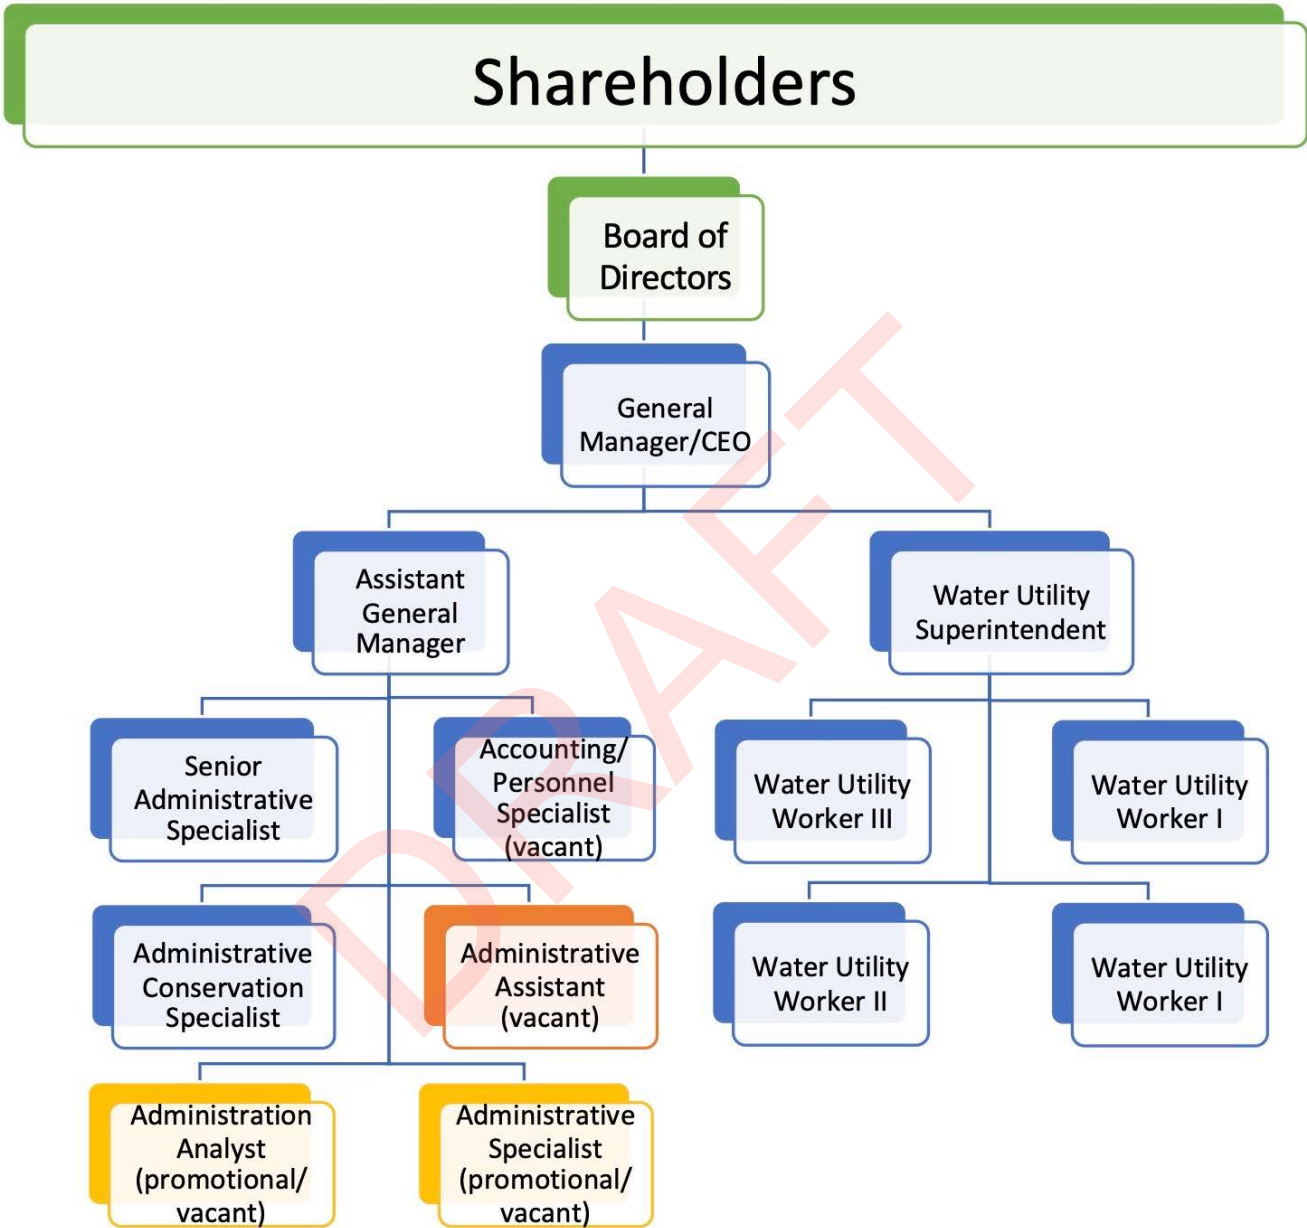 Shareholders
Board of
Directors
General
Manager/CEO
Assistant
General
Manager
Water Utility
Superintendent
Senior
Administrative
Specialist
Accounting/
Personnel
Specialist
(vacant)
Water Utility
Worker III
Water Utility
Worker I
Administrative
Conservation
Specialist
Administrative
Assistant
(vacant)
Water Utility
Worker II
Water Utility
Worker I
Administration
Analyst
(promotional/
vacant)
Administrative
Specialist
(promotional/
vacant)
DRAFT